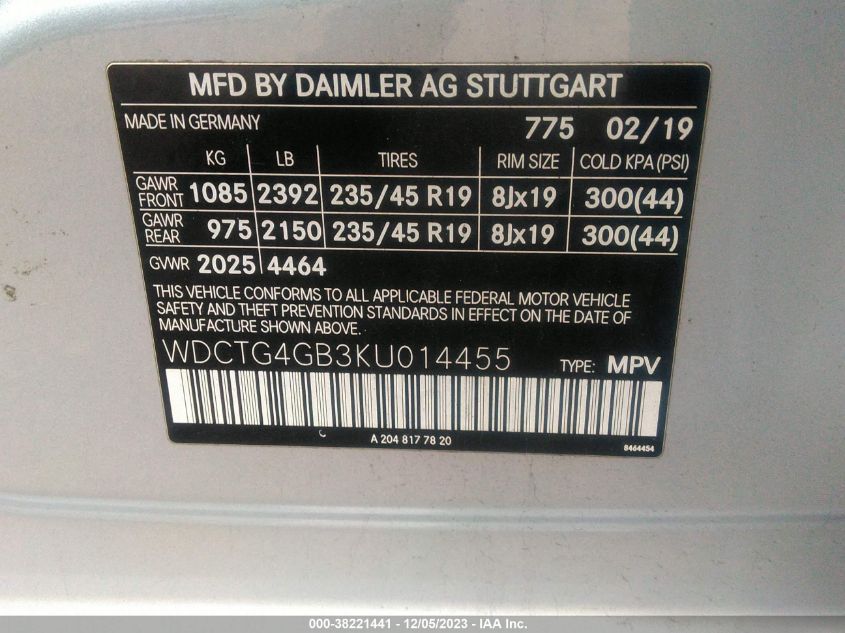 MFD BY DAIMLER AG STUTTGART
MADE IN GERMANY 775 02/19
KG LB TIRES RIM SIZE COLD KPA(PSI)
GAWR FRONT 1085 2392 235/45 R19 8Jx19 300(44)
GAWR REAR 975 2150 235/45 R19 8Jx19 300(44)
GVWR 2025 4464
THIS VEHICLE CONFORMS TO ALL APPLICABLE FEDERAL MOTOR VEHICLE
SAFETY AND THEFT PREVENTION STANDARDS IN EFFECT ON THE DATE OF
MANUFACTURE SHOWN ABOVE.
WDCTG4GB3KU014455 TYPE: MPV
A 204 817 78 20
8464454
000-38221441 - 12/05/2023 - IAA Inc.